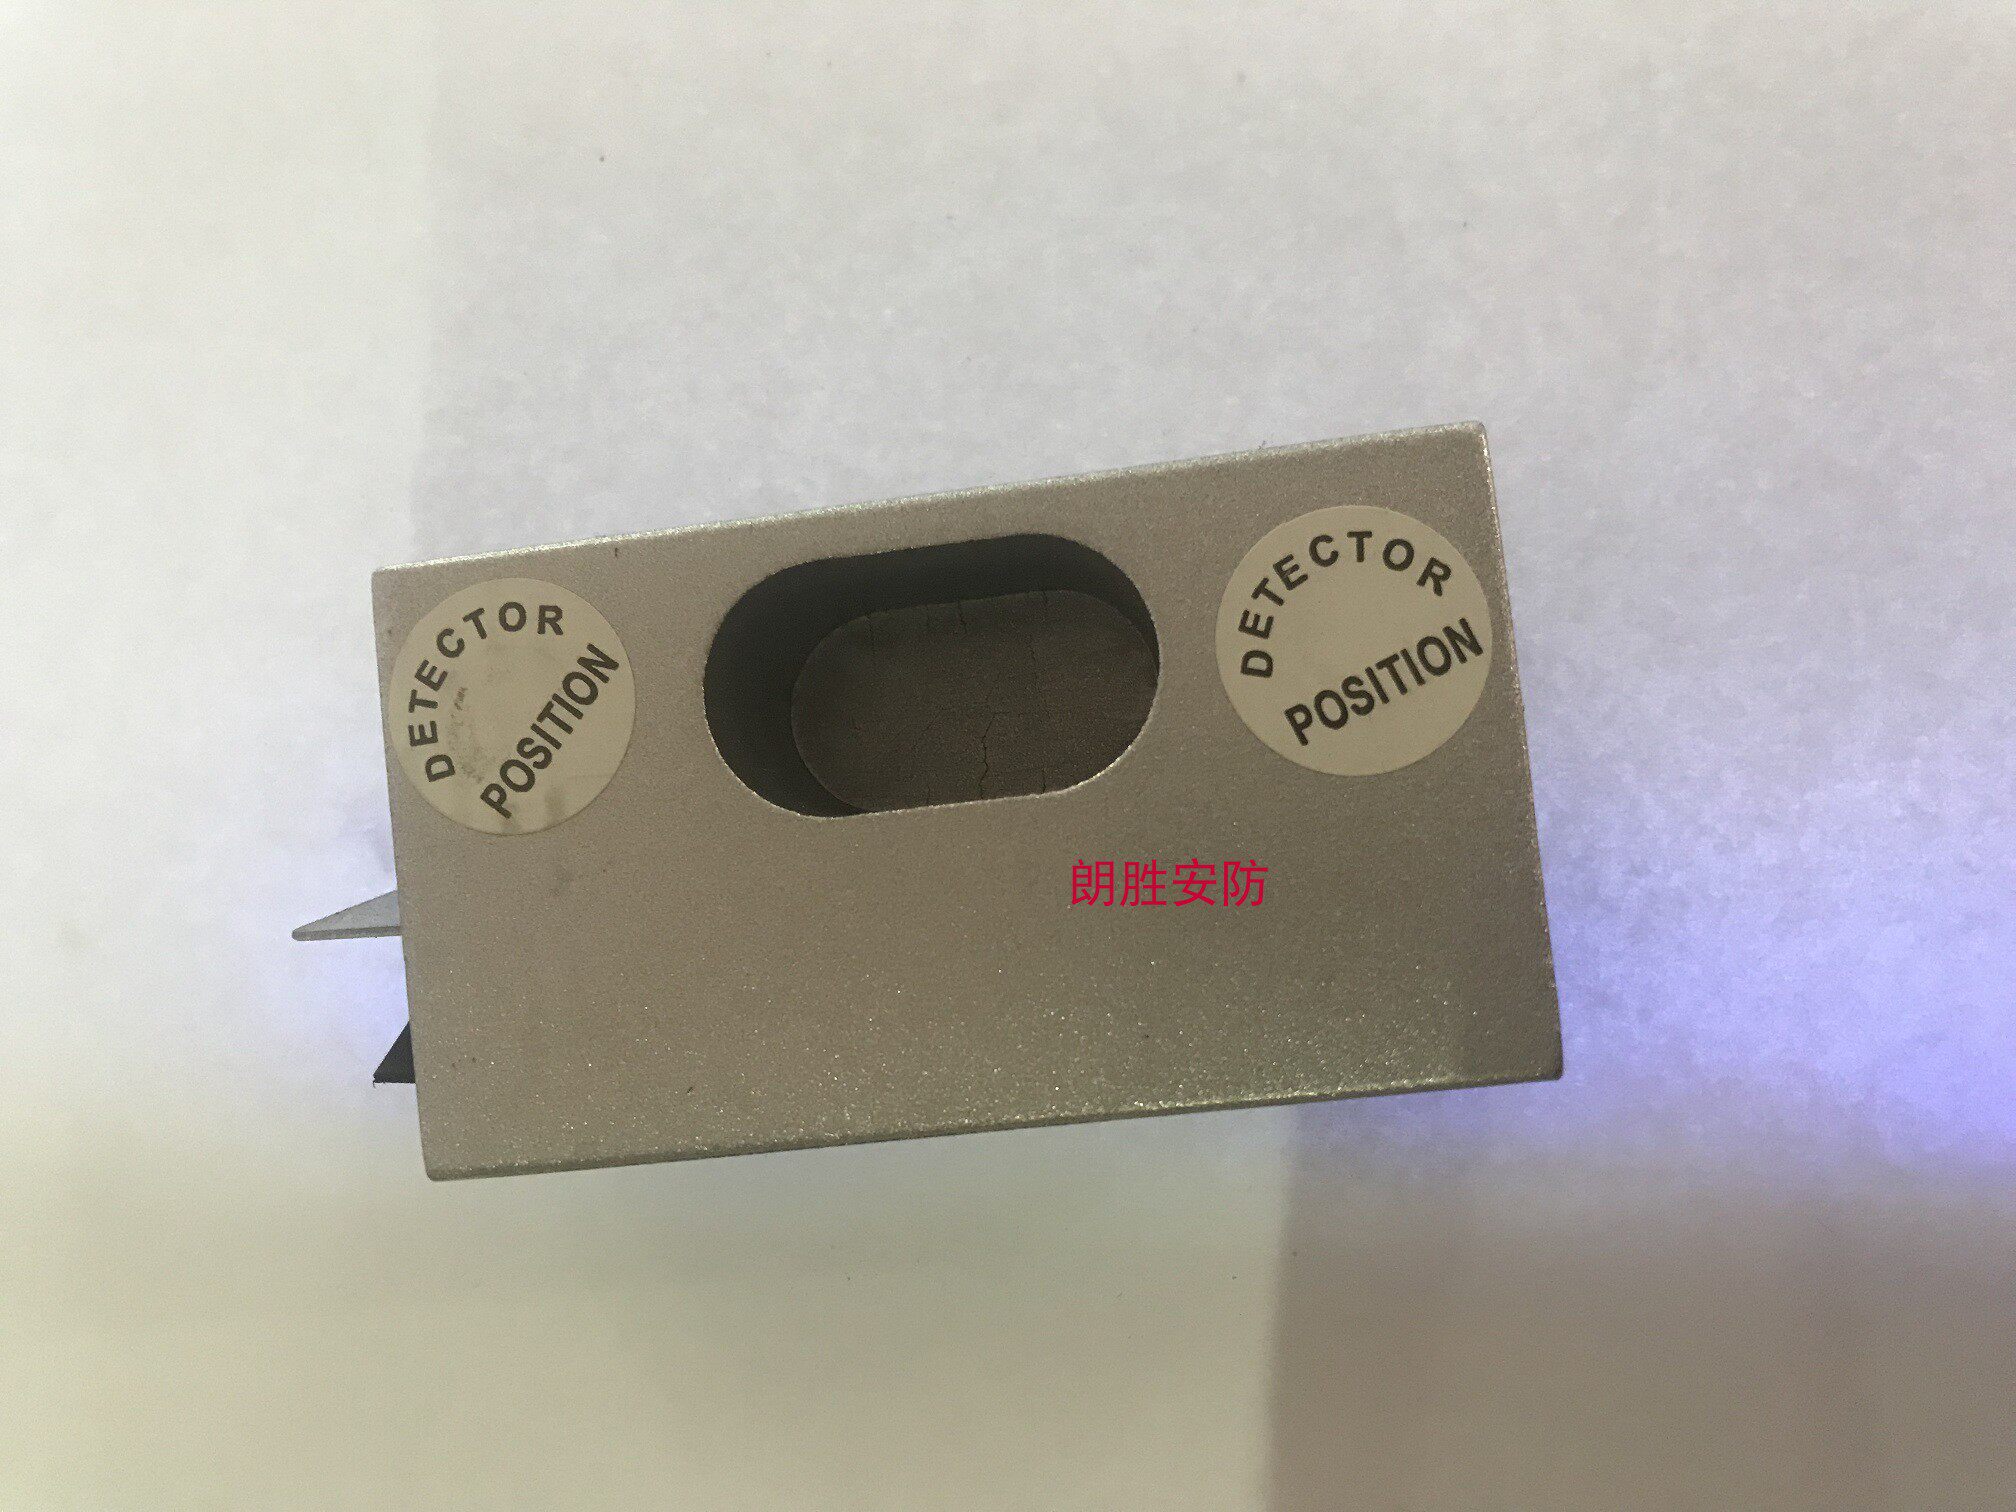 DETECTOR
POSITION
DETECTOR
POSITION
朗胜安防